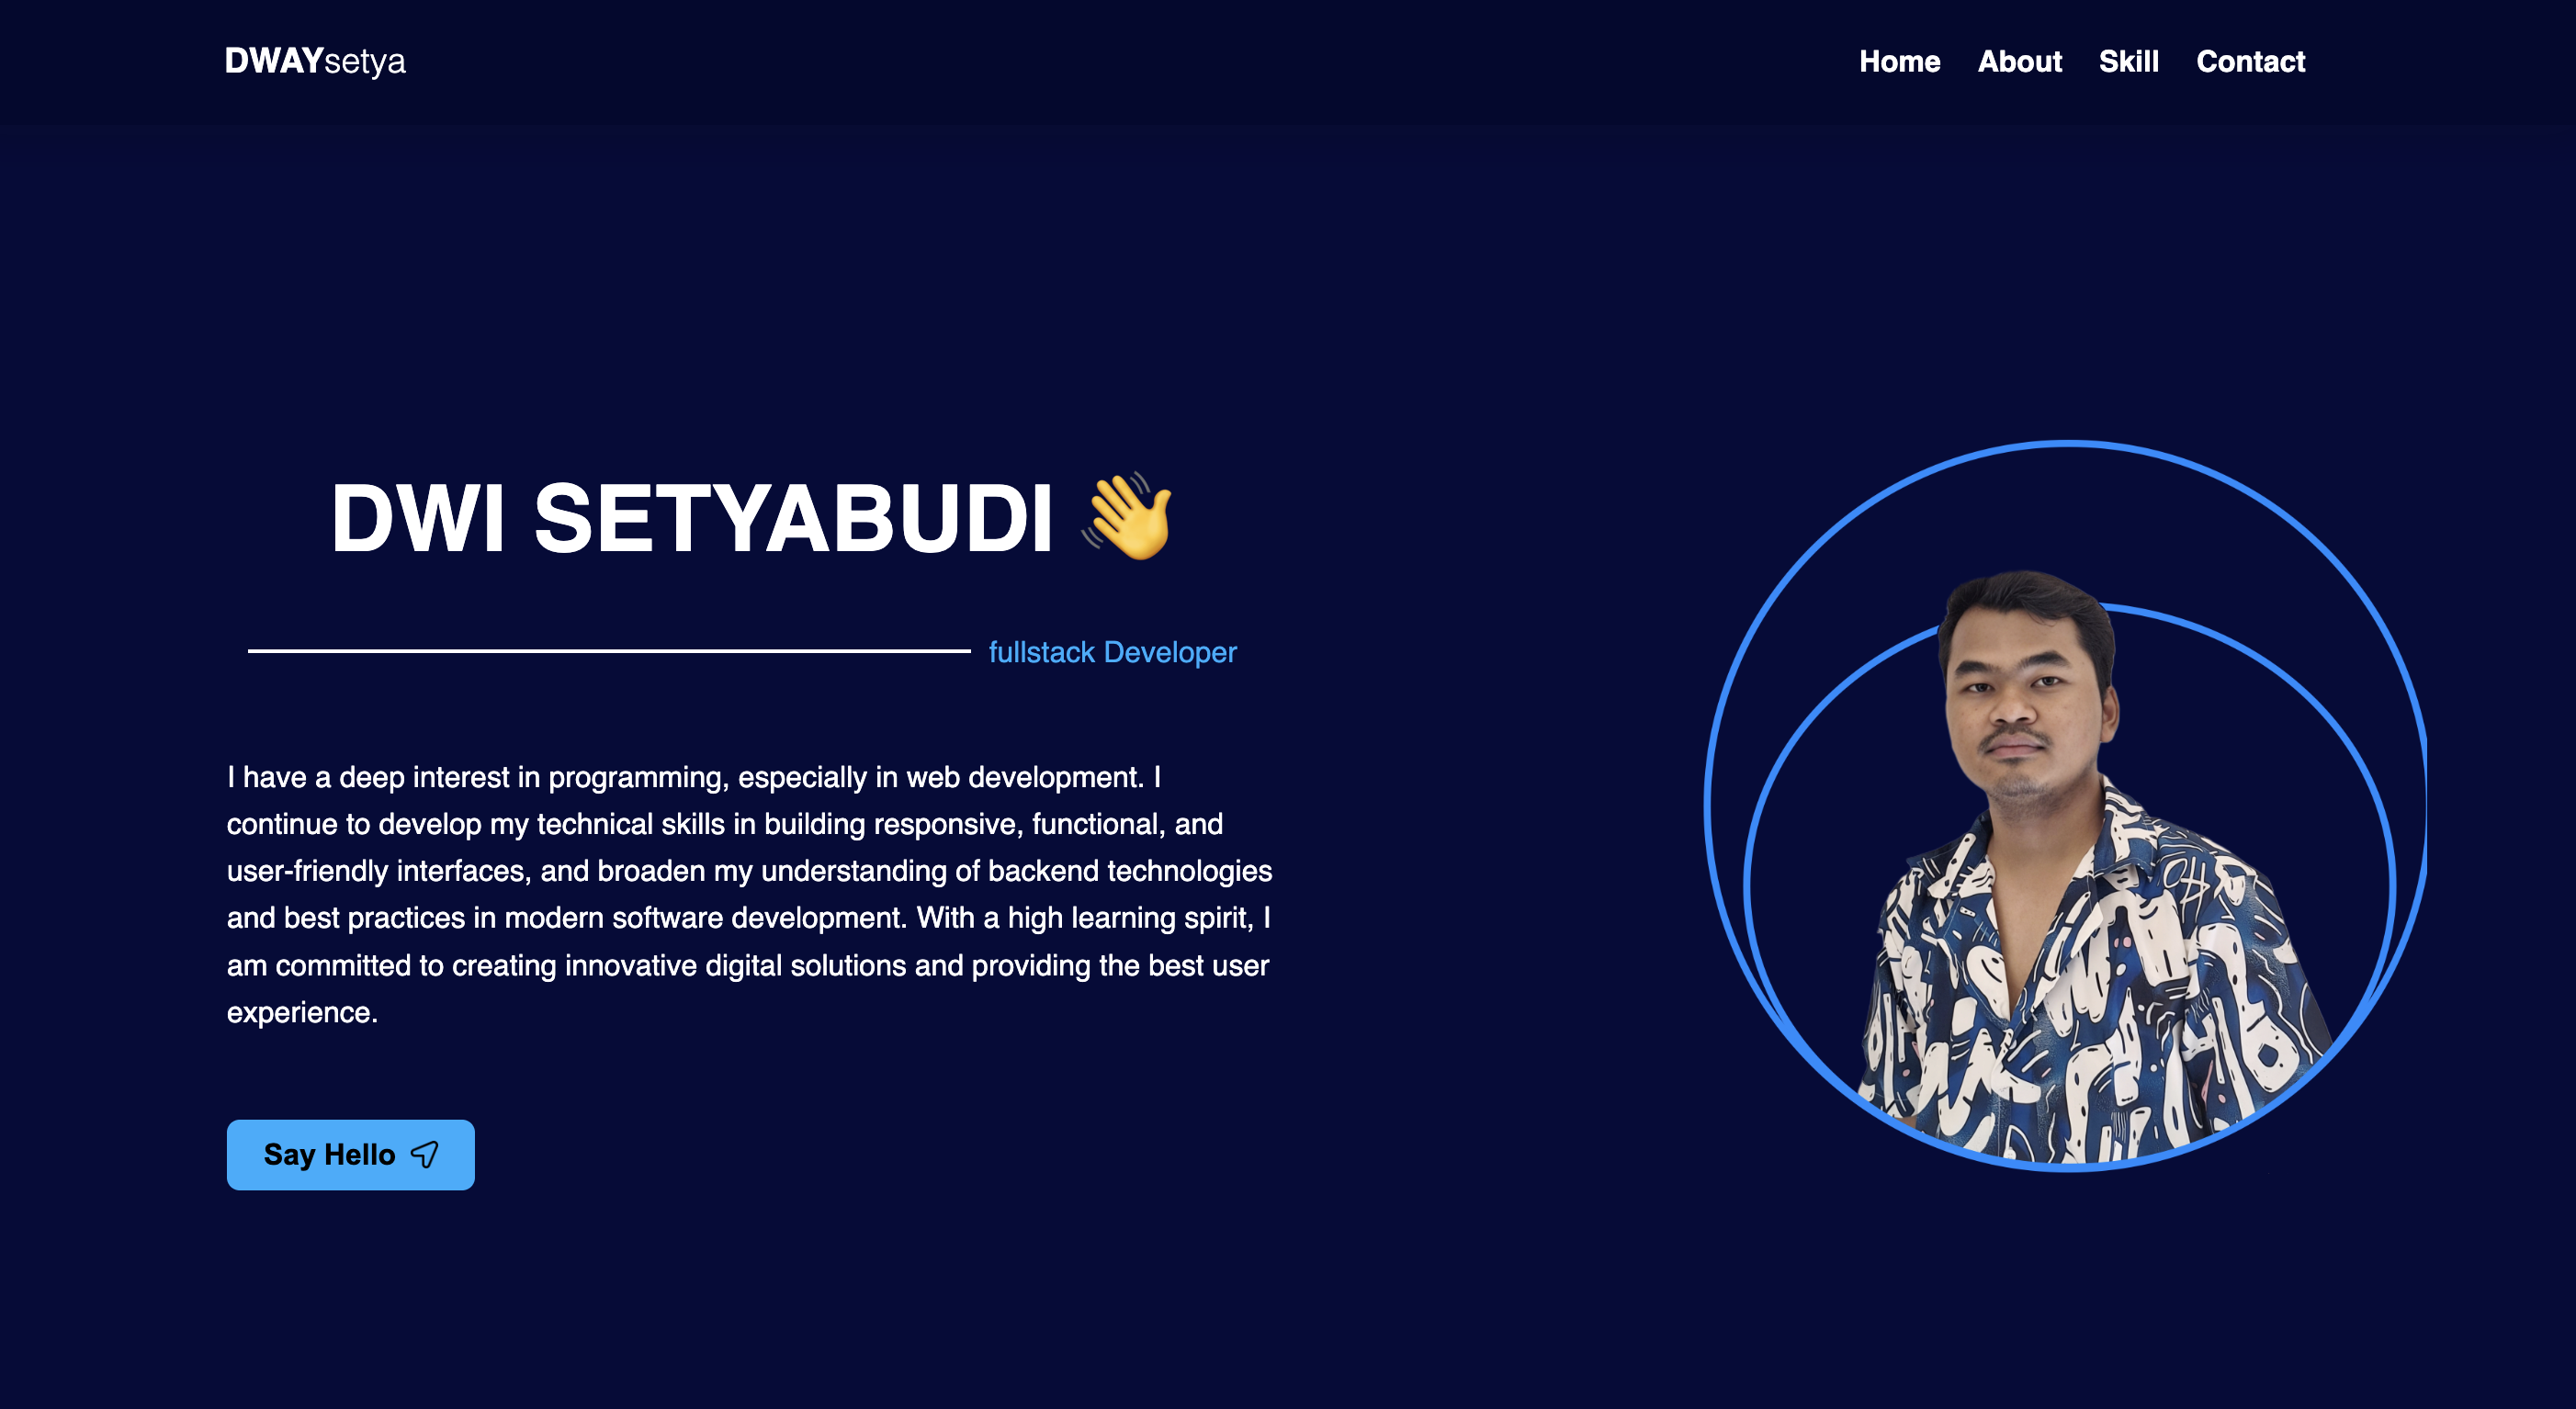 DWAYsetya
Home About Skill Contact
DWI SETYABUDI 👋
fullstack Developer
I have a deep interest in programming, especially in web development. I
continue to develop my technical skills in building responsive, functional, and
user-friendly interfaces, and broaden my understanding of backend technologies
and best practices in modern software development. With a high learning spirit, I
am committed to creating innovative digital solutions and providing the best user
experience.
Say Hello